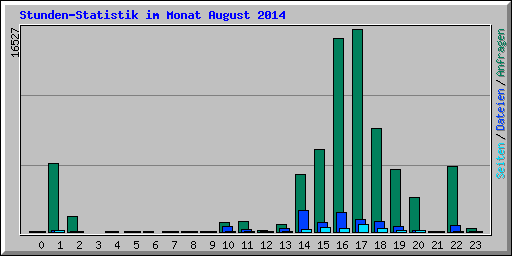 Stunden-Statistik im Monat August 2014
16527
Seiten / Dateien / Anfragen
0 1 2 3 4 5 6 7 8 9 10 11 12 13 14 15 16 17 18 19 20 21 22 23